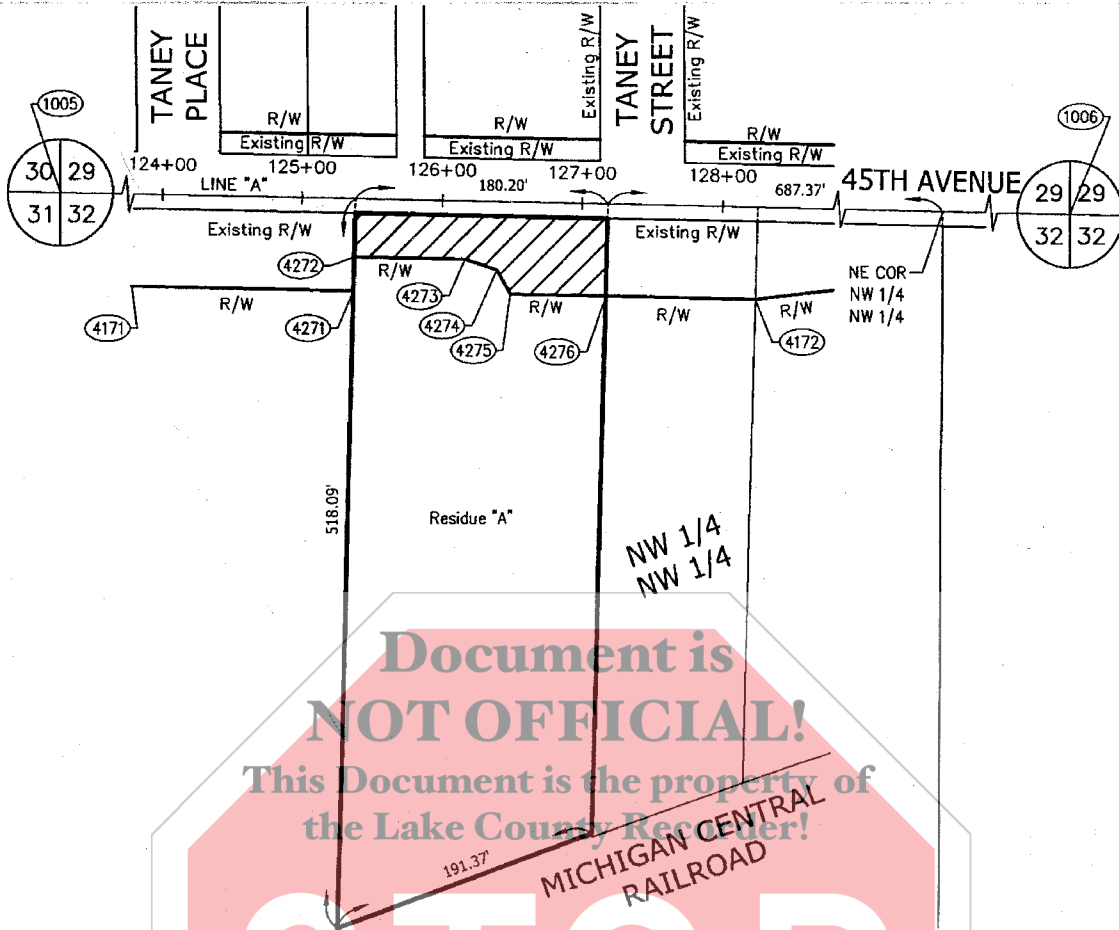 TANEY
PLACE
Existing R/W
TANEY
STREET
Existing R/W
1005
R/W
Existing R/W
R/W
Existing R/W
R/W
Existing R/W
1006
30 29
31 32
124+00
125+00
126+00
127+00
128+00
LINE "A"
180.20'
687.37'
45TH AVENUE
29 29
32 32
Existing R/W
Existing R/W
4272
R/W
4273
4274
4275
R/W
4276
R/W
R/W
4172
NE COR
NW 1/4
NW 1/4
4171
R/W
4271
518.09'
Residue "A"
NW 1/4
NW 1/4
Document is
NOT OFFICIAL!
This Document is the property of
the Lake County Recorder!
191.37'
MICHIGAN CENTRAL
RAILROAD
STOP